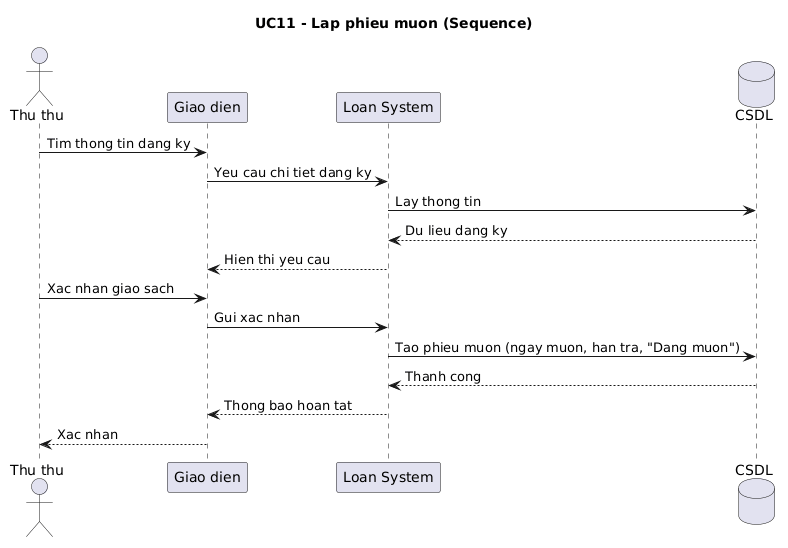 UC11 - Lap phieu muon (Sequence)
Thu thu
Giao dien
Loan System
CSDL
Tim thong tin dang ky
Yeu cau chi tiet dang ky
Lay thong tin
Du lieu dang ky
Hien thi yeu cau
Xac nhan giao sach
Gui xac nhan
Tao phieu muon (ngay muon, han tra, "Dang muon")
Thanh cong
Thong bao hoan tat
Xac nhan
Thu thu
Giao dien
Loan System
CSDL